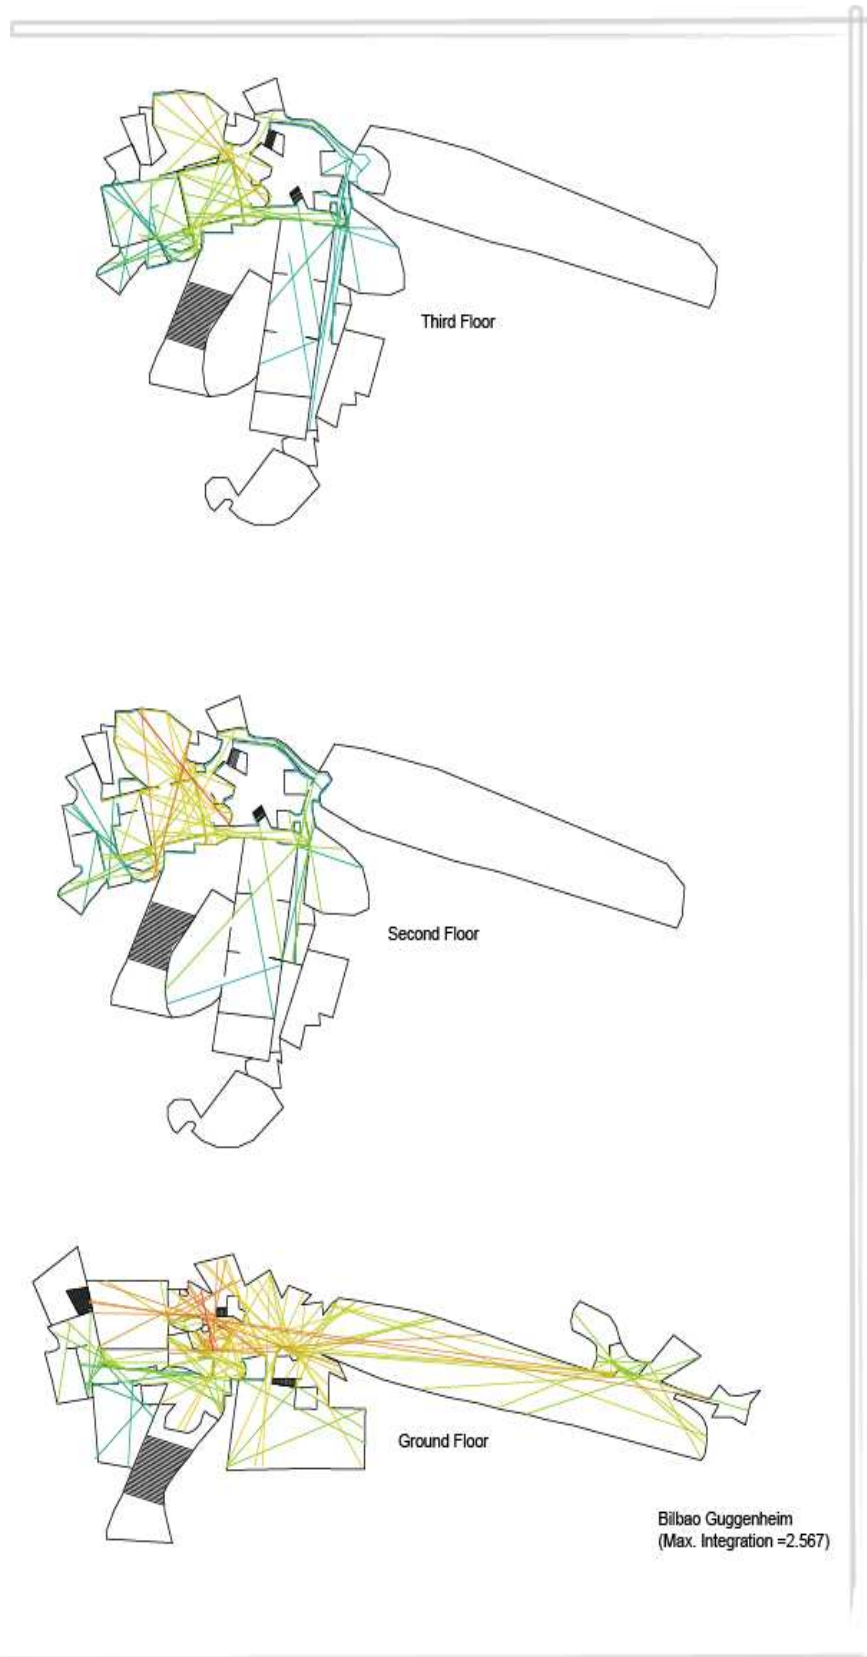 Third Floor
Second Floor
Ground Floor
Bilbao Guggenheim
(Max. Integration =2.567)